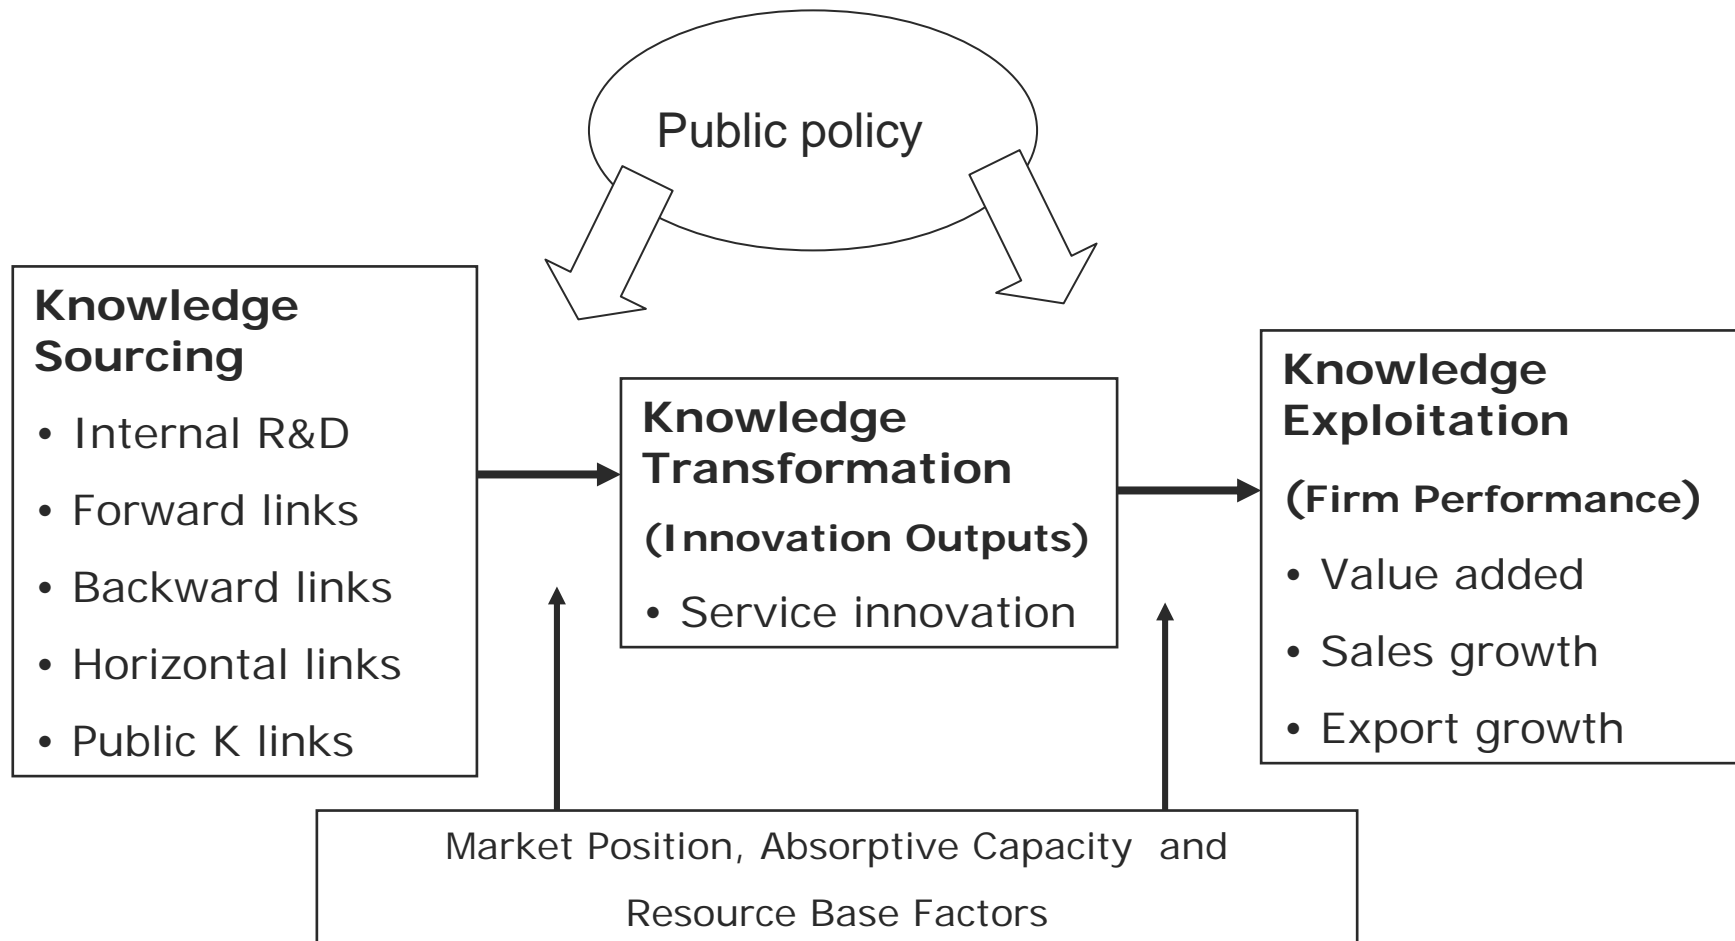 Public policy
Knowledge
Sourcing
• Internal R&D
• Forward links
• Backward links
• Horizontal links
• Public K links
Knowledge
Transformation
(Innovation Outputs)
• Service innovation
Knowledge
Exploitation
(Firm Performance)
• Value added
• Sales growth
• Export growth
Market Position, Absorptive Capacity and
Resource Base Factors